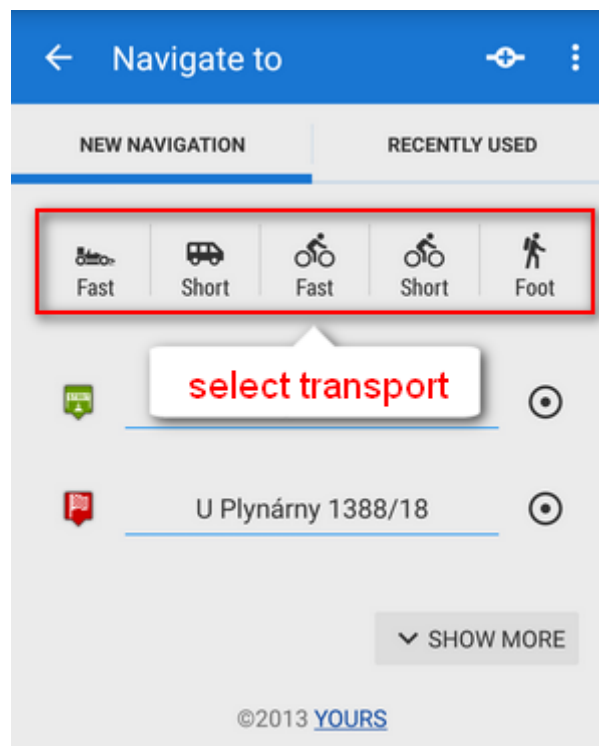 Navigate to
NEW NAVIGATION RECENTLY USED
Fast Short Fast Short Foot
select transport
U Plynárny 1388/18
SHOW MORE
©2013 YOURS